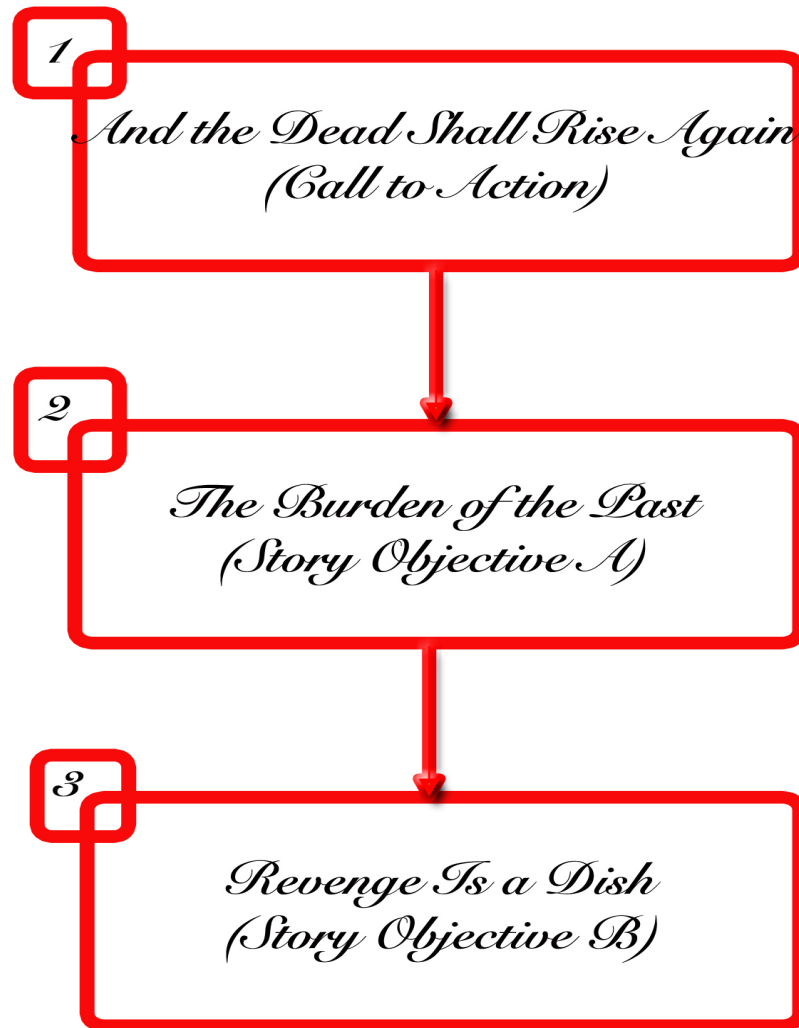 1
And the Dead Shall Rise Again
(Call to Action)
2
The Burden of the Past
(Story Objective A)
3
Revenge Is a Dish
(Story Objective B)